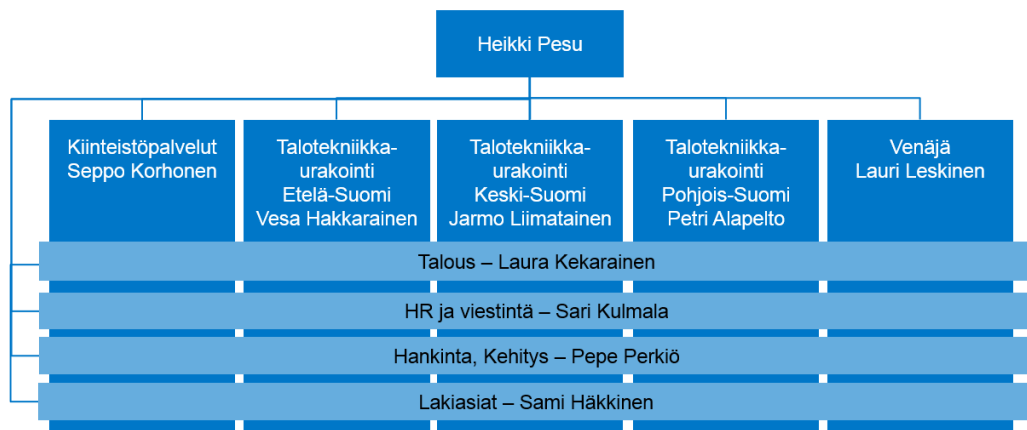 Heikki Pesu
Kiinteistöpalvelut
Seppo Korhonen
Talotekniikka-
urakointi
Etelä-Suomi
Vesa Hakkarainen
Talotekniikka-
urakointi
Keski-Suomi
Jarmo Liimatainen
Talotekniikka-
urakointi
Pohjois-Suomi
Petri Alapelto
Venäjä
Lauri Leskinen
Talous – Laura Kekarainen
HR ja viestintä – Sari Kulmala
Hankinta, Kehitys – Pepe Perkiö
Lakiasiat – Sami Häkkinen